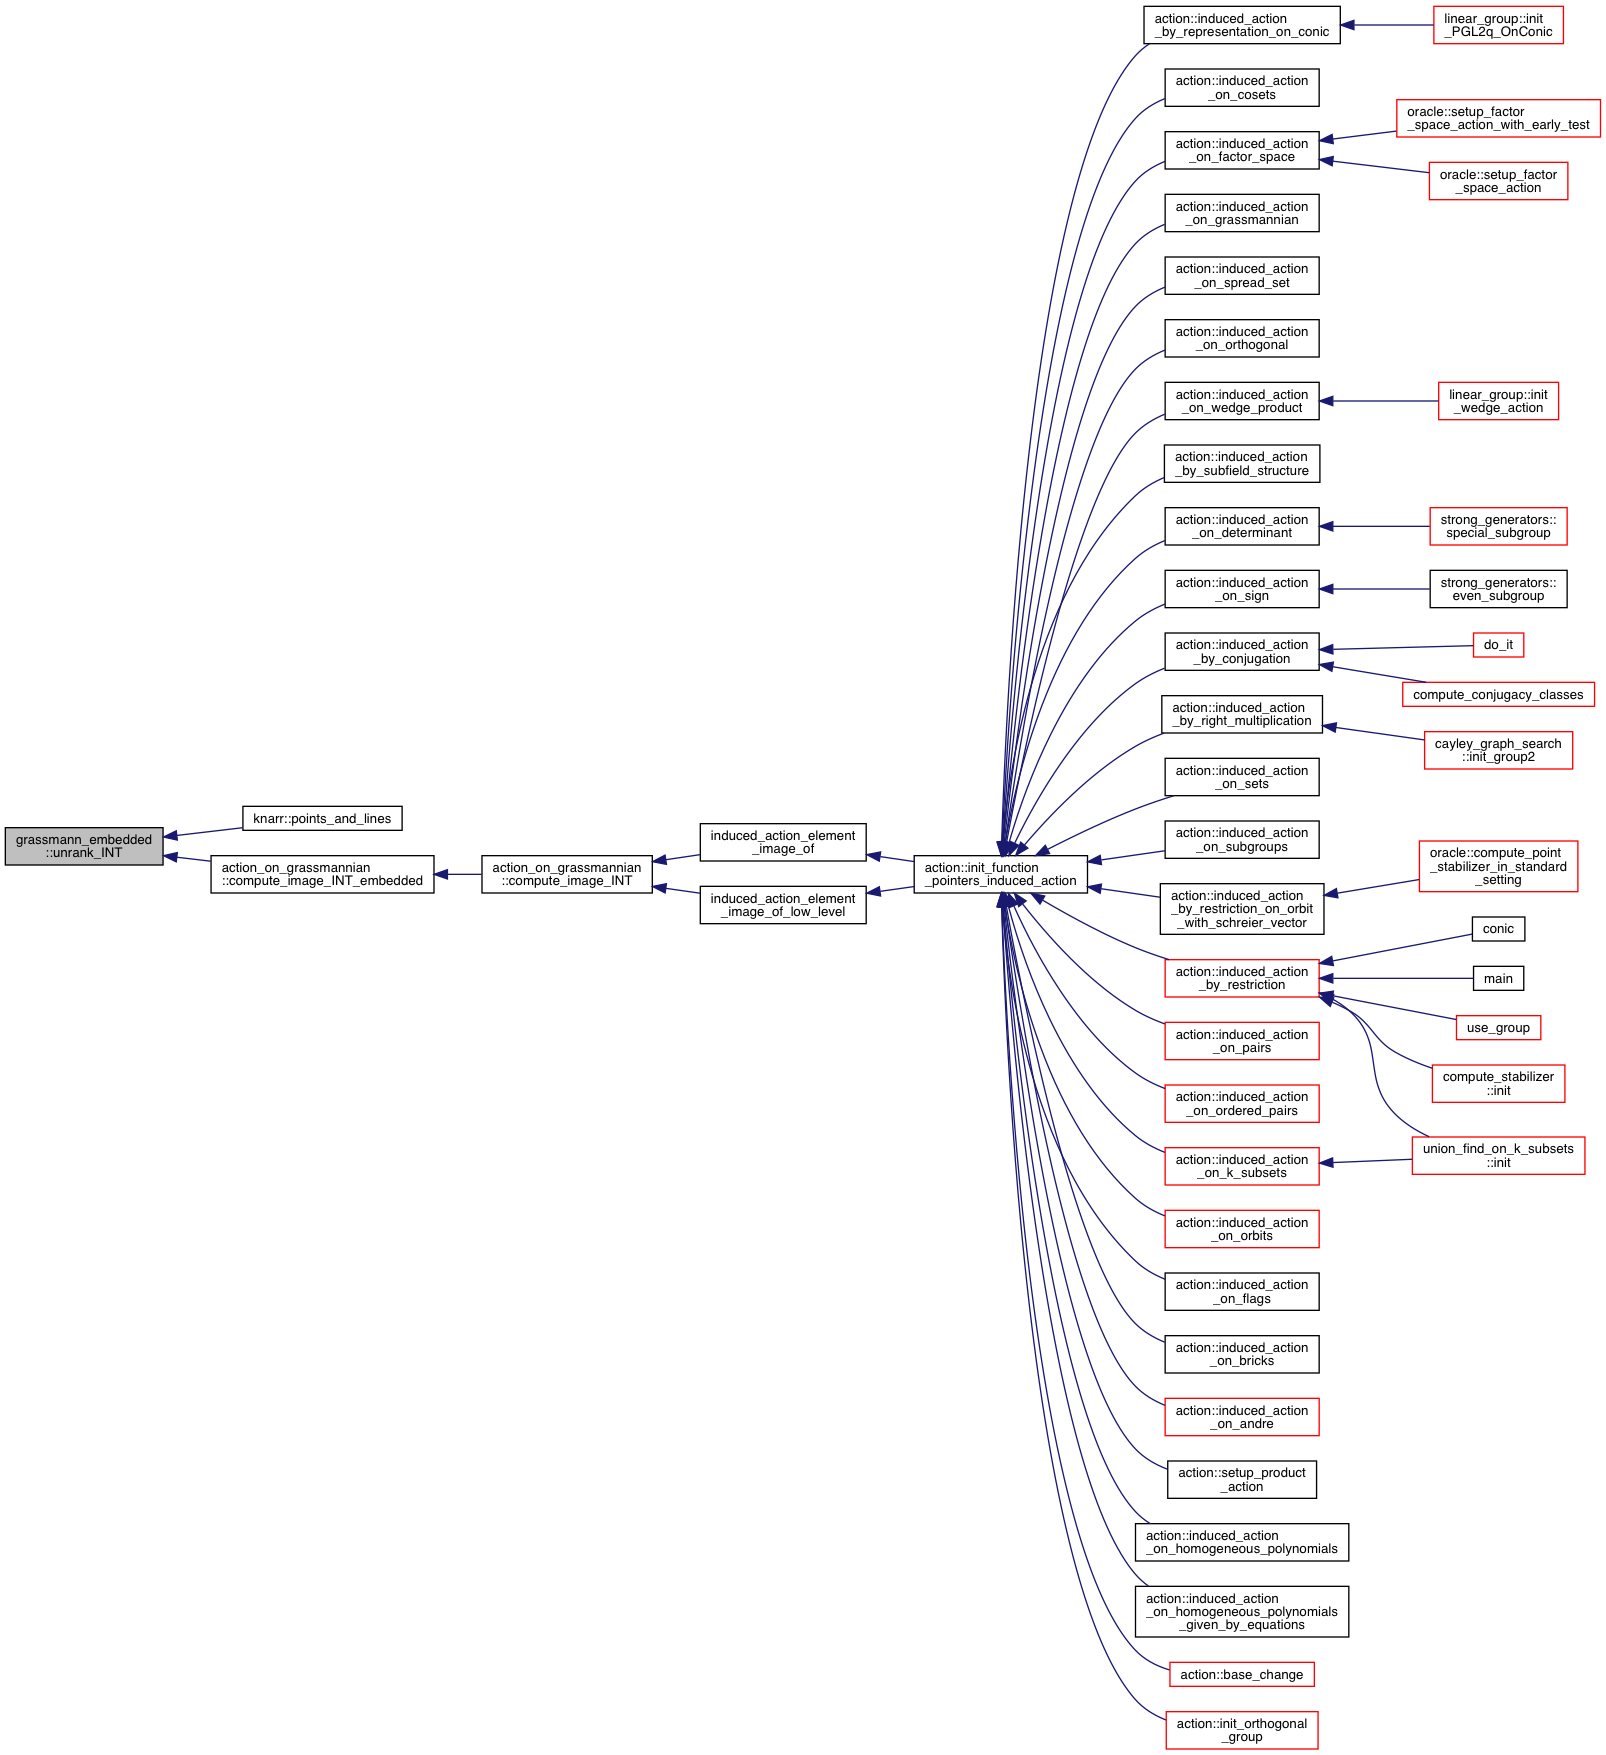 grassmann_embedded
::unrank_INT
knarr::points_and_lines
action_on_grassmannian
::compute_image_INT_embedded
action_on_grassmannian
::compute_image_INT
induced_action_element
_image_of
induced_action_element
_image_of_low_level
action::init_function
_pointers_induced_action
action::induced_action
_by_representation_on_conic
linear_group::init
_PGL2q_OnConic
action::induced_action
_on_cosets
action::induced_action
_on_factor_space
oracle::setup_factor
_space_action_with_early_test
oracle::setup_factor
_space_action
action::induced_action
_on_grassmannian
action::induced_action
_on_spread_set
action::induced_action
_on_orthogonal
action::induced_action
_on_wedge_product
linear_group::init
_wedge_action
action::induced_action
_by_subfield_structure
action::induced_action
_on_determinant
strong_generators::
special_subgroup
action::induced_action
_on_sign
strong_generators::
even_subgroup
action::induced_action
_by_conjugation
do_it
compute_conjugacy_classes
action::induced_action
_by_right_multiplication
cayley_graph_search
::init_group2
action::induced_action
_on_sets
action::induced_action
_on_subgroups
action::induced_action
_by_restriction_on_orbit
_with_schreier_vector
oracle::compute_point
_stabilizer_in_standard
_setting
action::induced_action
_by_restriction
conic
main
use_group
compute_stabilizer
::init
union_find_on_k_subsets
::init
action::induced_action
_on_pairs
action::induced_action
_on_ordered_pairs
action::induced_action
_on_k_subsets
action::induced_action
_on_orbits
action::induced_action
_on_flags
action::induced_action
_on_bricks
action::induced_action
_on_andre
action::setup_product
_action
action::induced_action
_on_homogeneous_polynomials
action::induced_action
_on_homogeneous_polynomials
_given_by_equations
action::base_change
action::init_orthogonal
_group